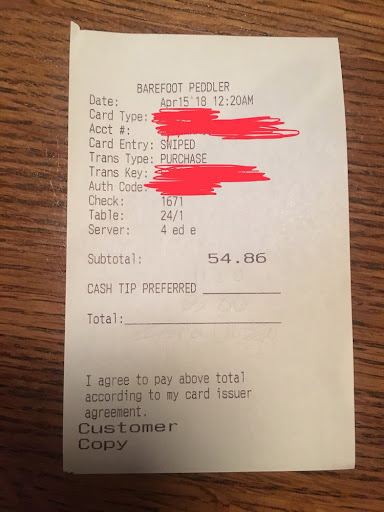 BAREFOOT PEDDLER
Date: Apr15'18 12:20AM
Card Type:
Acct #:
Card Entry: SWIPED
Trans Type: PURCHASE
Trans Key:
Auth Code:
Check: 1671
Table: 24/1
Server: 4 ed e
Subtotal: 54.86
CASH TIP PREFERRED
Total:
I agree to pay above total
according to my card issuer
agreement.
Customer
Copy